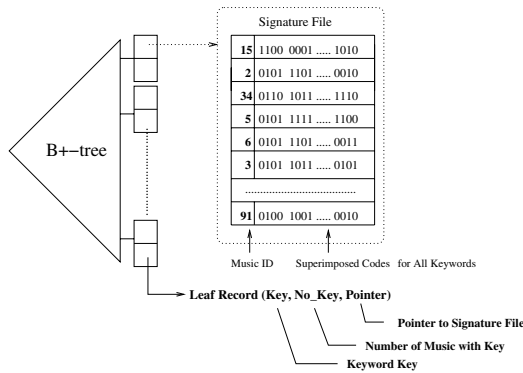 Signature File
15 1100 0001 ..... 1010
2 0101 1101 ..... 0010
34 0110 1011 ..... 1110
5 0101 1111 ..... 1100
6 0101 1101 ..... 0011
3 0101 1011 ..... 0101
91 0100 1001 ..... 0010
B+-tree
Music ID Superimposed Codes for All Keywords
Leaf Record (Key, No_Key, Pointer)
Pointer to Signature File
Number of Music with Key
Keyword Key